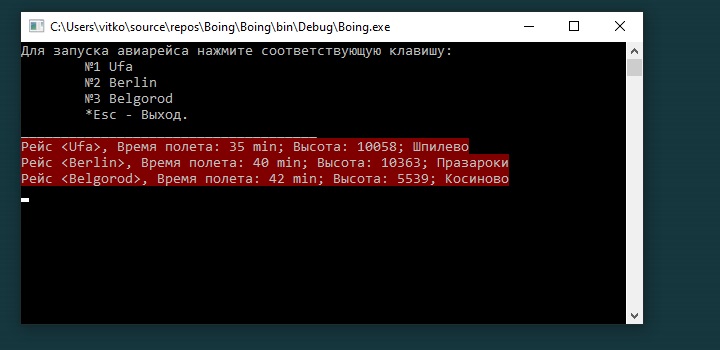 C:\Users\vitko\source\repos\Boing\Boing\bin\Debug\Boing.exe
Для запуска авиарейса нажмите соответствующую клавишу:
№1 Ufa
№2 Berlin
№3 Belgorod
*Esc - Выход.
Рейс <Ufa>, Время полета: 35 min; Высота: 10058; Шпилево
Рейс <Berlin>, Время полета: 40 min; Высота: 10363; Празароки
Рейс <Belgorod>, Время полета: 42 min; Высота: 5539; Косиново